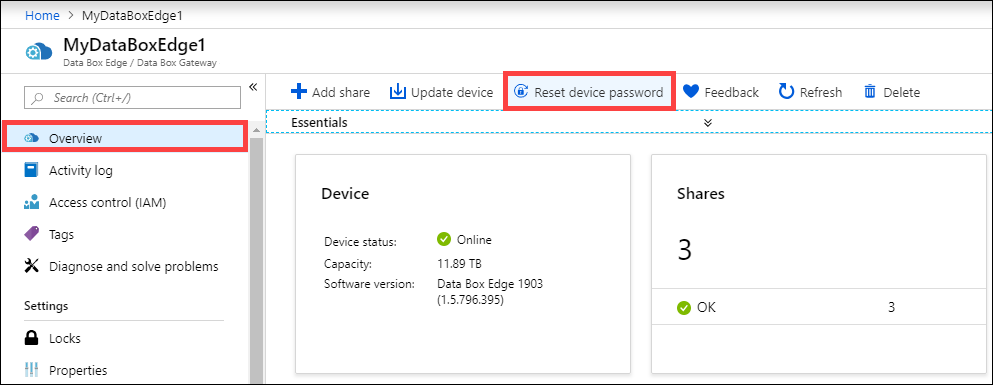 Home > MyDataBoxEdge1
MyDataBoxEdge1
Data Box Edge / Data Box Gateway
Search (Ctrl+/)
Overview
Activity log
Access control (IAM)
Tags
Diagnose and solve problems
Settings
Locks
Properties
Add share Update device Reset device password Feedback Refresh Delete
Essentials
Device
Device status: Online
Capacity: 11.89 TB
Software version: Data Box Edge 1903
(1.5.796.395)
Shares
3
OK 3